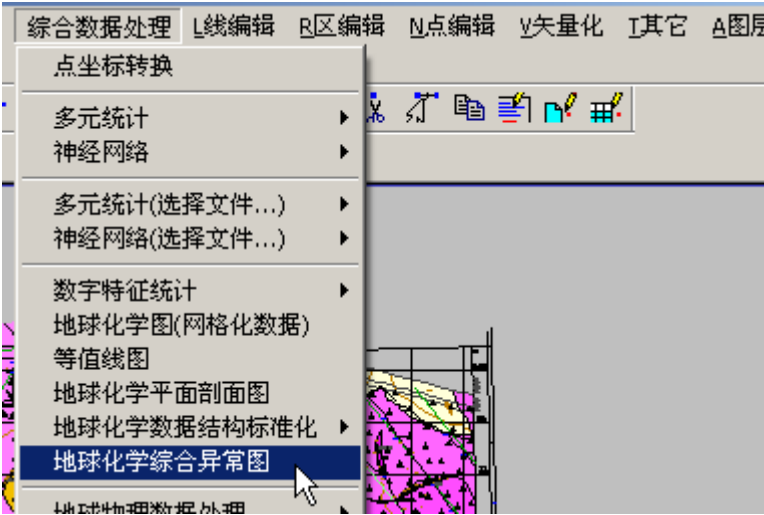 综合数据处理 L线编辑 R区编辑 N点编辑 V矢量化 T其它 A图层
点坐标转换
多元统计
神经网络
多元统计(选择文件...)
神经网络(选择文件...)
数字特征统计
地球化学图(网格化数据)
等值线图
地球化学平面剖面图
地球化学数据结构标准化
地球化学综合异常图
地球物理数据处理